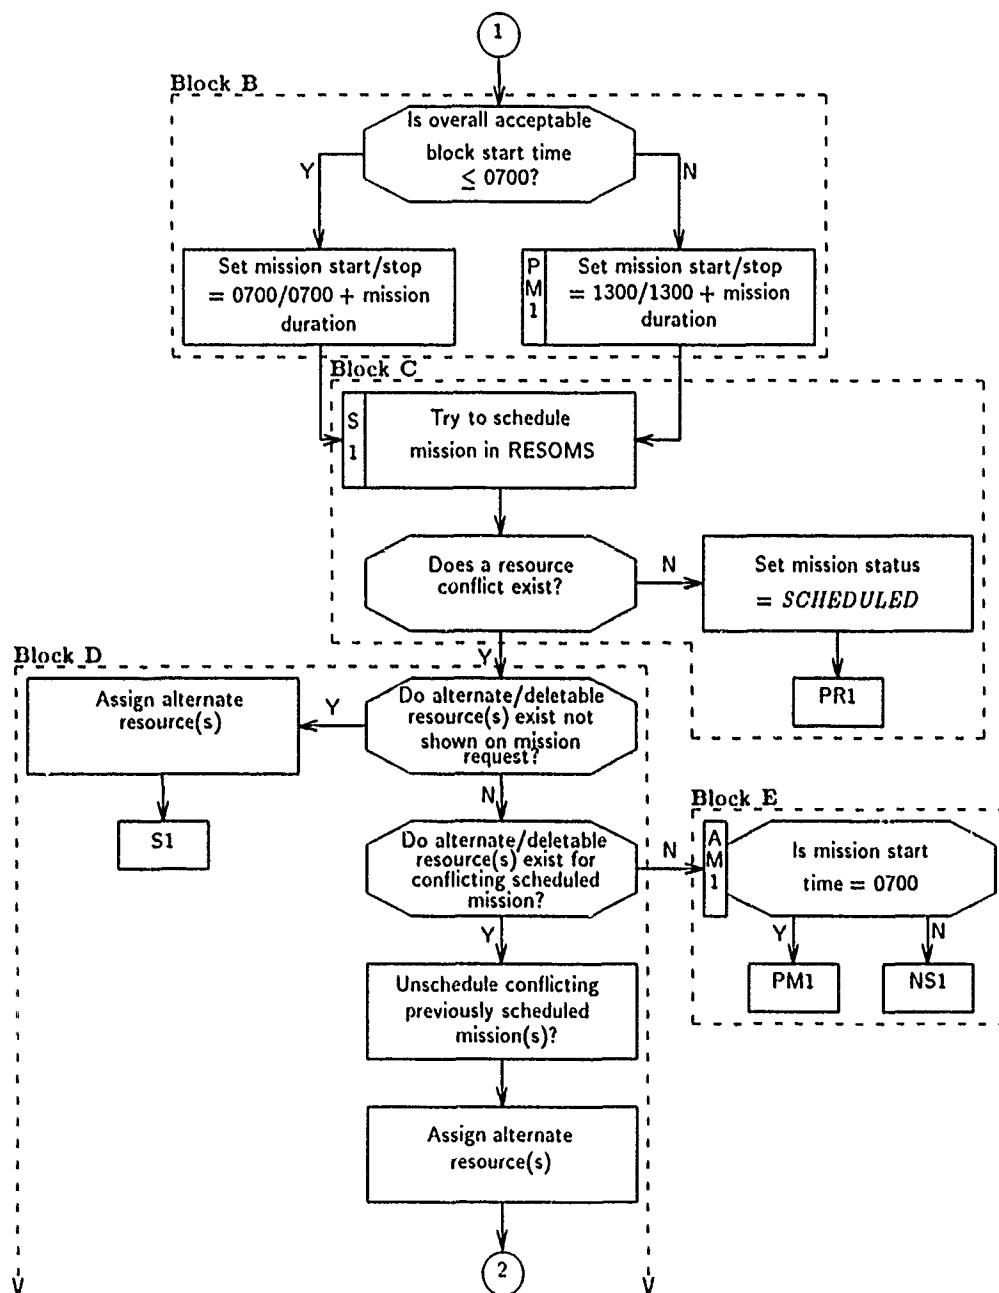 1
Block B
Is overall acceptable
block start time
≤ 0700?
Y
N
Set mission start/stop
= 0700/0700 + mission
duration
P
M
1
Set mission start/stop
= 1300/1300 + mission
duration
Block C
S
1
Try to schedule
mission in RESOMS
Does a resource
conflict exist?
N
Set mission status
= SCHEDULED
Y
PR1
Block D
Assign alternate
resource(s)
Y
Do alternate/deletable
resource(s) exist not
shown on mission
request?
N
S1
Do alternate/deletable
resource(s) exist for
conflicting scheduled
mission?
N
Y
Block E
A
M
1
Is mission start
time = 0700
Y
N
PM1
NS1
Unschedule conflicting
previously scheduled
mission(s)?
Assign alternate
resource(s)
2